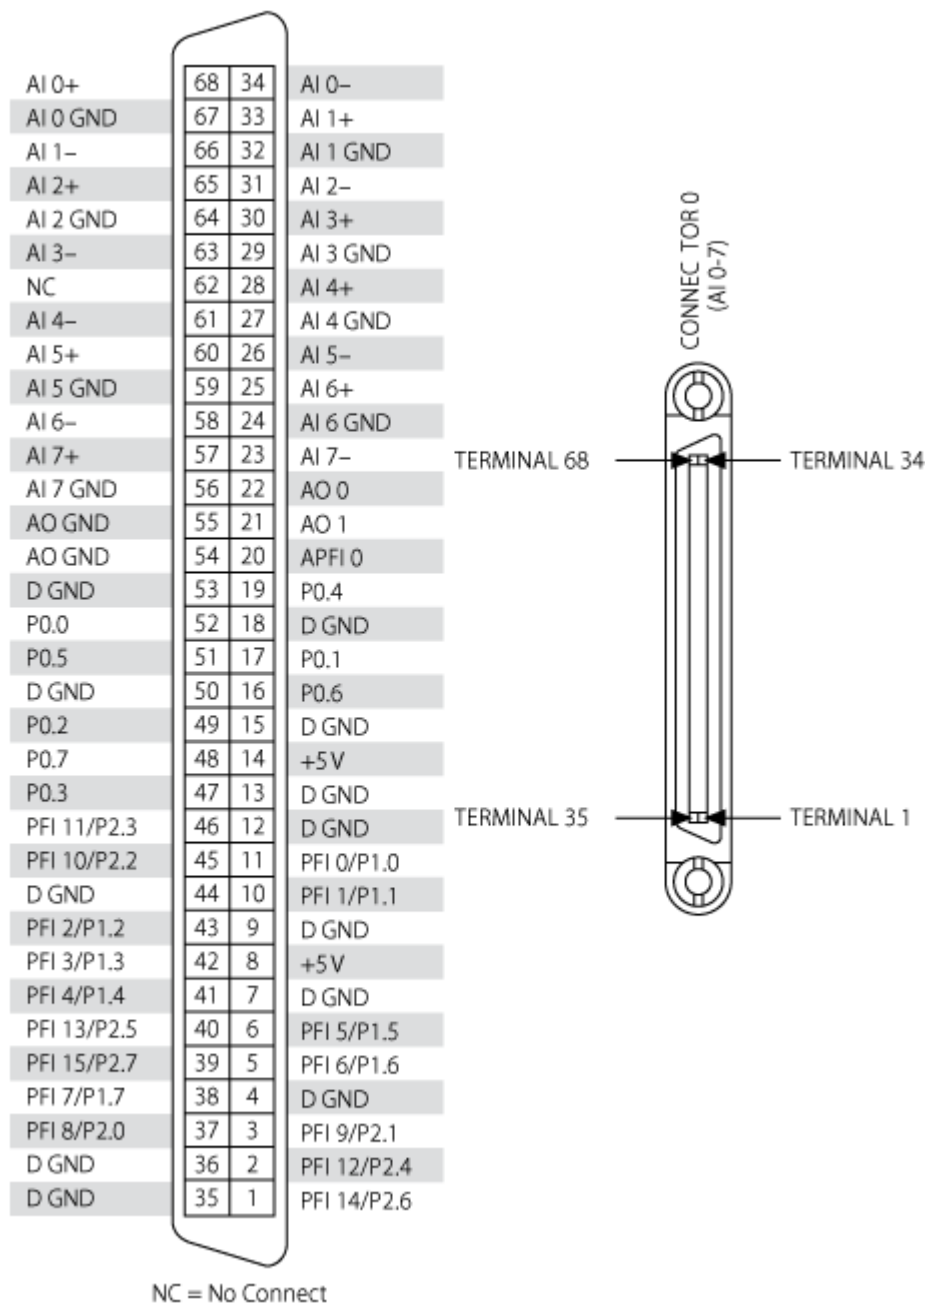 AI 0+ 68 34 AI 0–
AI 0 GND 67 33 AI 1+
AI 1– 66 32 AI 1 GND
AI 2+ 65 31 AI 2–
AI 2 GND 64 30 AI 3+
AI 3– 63 29 AI 3 GND
NC 62 28 AI 4+
AI 4– 61 27 AI 4 GND
AI 5+ 60 26 AI 5–
AI 5 GND 59 25 AI 6+
AI 6– 58 24 AI 6 GND
AI 7+ 57 23 AI 7–
AI 7 GND 56 22 AO 0
AO GND 55 21 AO 1
AO GND 54 20 APFI 0
D GND 53 19 P0.4
P0.0 52 18 D GND
P0.5 51 17 P0.1
D GND 50 16 P0.6
P0.2 49 15 D GND
P0.7 48 14 +5 V
P0.3 47 13 D GND
PFI 11/P2.3 46 12 D GND
PFI 10/P2.2 45 11 PFI 0/P1.0
D GND 44 10 PFI 1/P1.1
PFI 2/P1.2 43 9 D GND
PFI 3/P1.3 42 8 +5 V
PFI 4/P1.4 41 7 D GND
PFI 13/P2.5 40 6 PFI 5/P1.5
PFI 15/P2.7 39 5 PFI 6/P1.6
PFI 7/P1.7 38 4 D GND
PFI 8/P2.0 37 3 PFI 9/P2.1
D GND 36 2 PFI 12/P2.4
D GND 35 1 PFI 14/P2.6
NC = No Connect
CONNEC TOR 0
(AI 0-7)
TERMINAL 68 TERMINAL 34
TERMINAL 35 TERMINAL 1